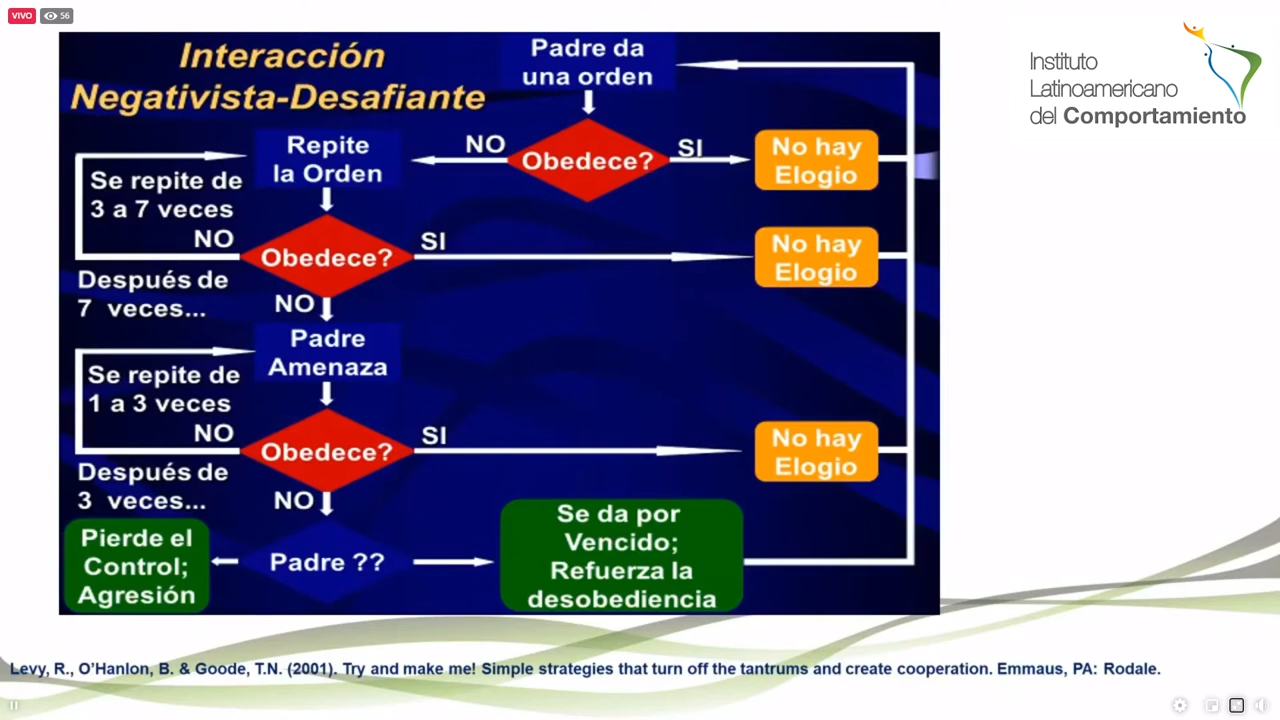 VIVO
56
Instituto
Latinoamericano
del Comportamiento
Interacción
Negativista-Desafiante
Padre da
una orden
Obedece?
NO
SI
No hay
Elogio
Repite
la Orden
Se repite de
3 a 7 veces
NO
Obedece?
SI
No hay
Elogio
Después de
7 veces...
NO
Padre
Amenaza
Se repite de
1 a 3 veces
NO
Obedece?
SI
No hay
Elogio
Después de
3 veces...
NO
Padre ??
Pierde el
Control;
Agresión
Se da por
Vencido;
Refuerza la
desobediencia
Levy, R., O’Hanlon, B. & Goode, T.N. (2001). Try and make me! Simple strategies that turn off the tantrums and create cooperation. Emmaus, PA: Rodale.